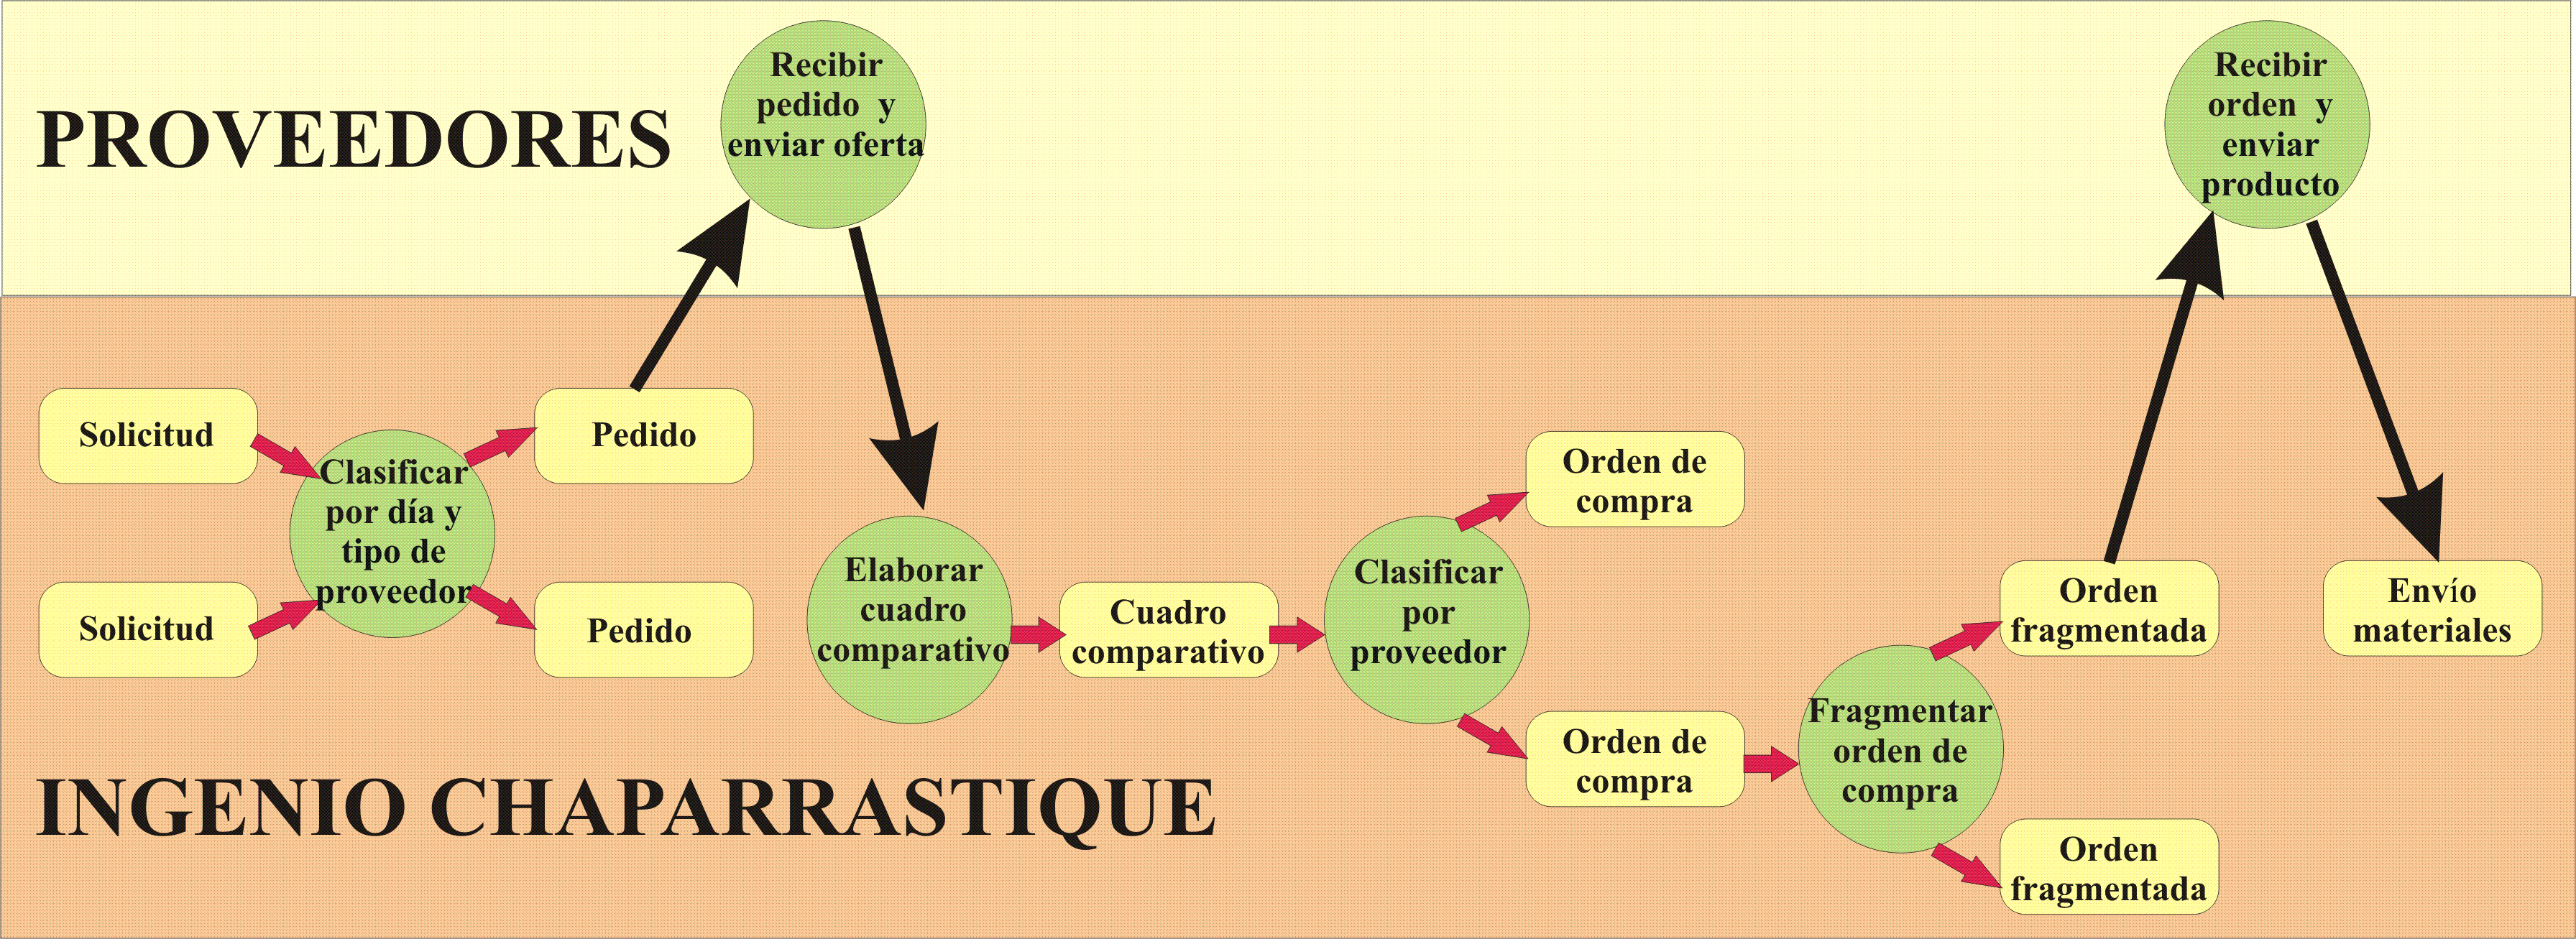 PROVEEDORES
Recibir
pedido y
enviar oferta
Recibir
orden y
enviar
producto
Solicitud
Solicitud
Clasificar
por día y
tipo de
proveedor
Pedido
Pedido
Elaborar
cuadro
comparativo
Cuadro
comparativo
Clasificar
por
proveedor
Orden de
compra
Orden de
compra
Fragmentar
orden de
compra
Orden
fragmentada
Orden
fragmentada
Envío
materiales
INGENIO CHAPARRASTIQUE